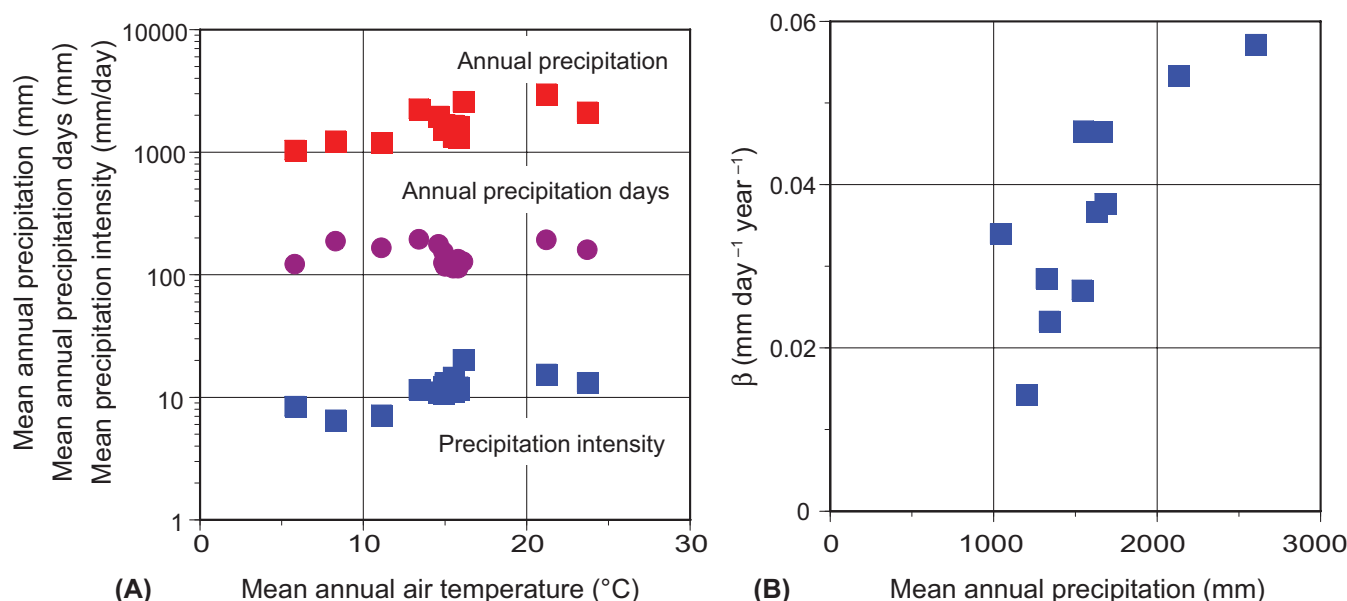 Mean annual precipitation (mm)
Mean annual precipitation days (mm)
Mean precipitation intensity (mm/day)
10000
1000
100
10
1
Annual precipitation
Annual precipitation days
Precipitation intensity
0
10
20
30
(A)
Mean annual air temperature (°C)
β (mm day⁻¹ year⁻¹)
0.06
0.04
0.02
0
0
1000
2000
3000
(B)
Mean annual precipitation (mm)